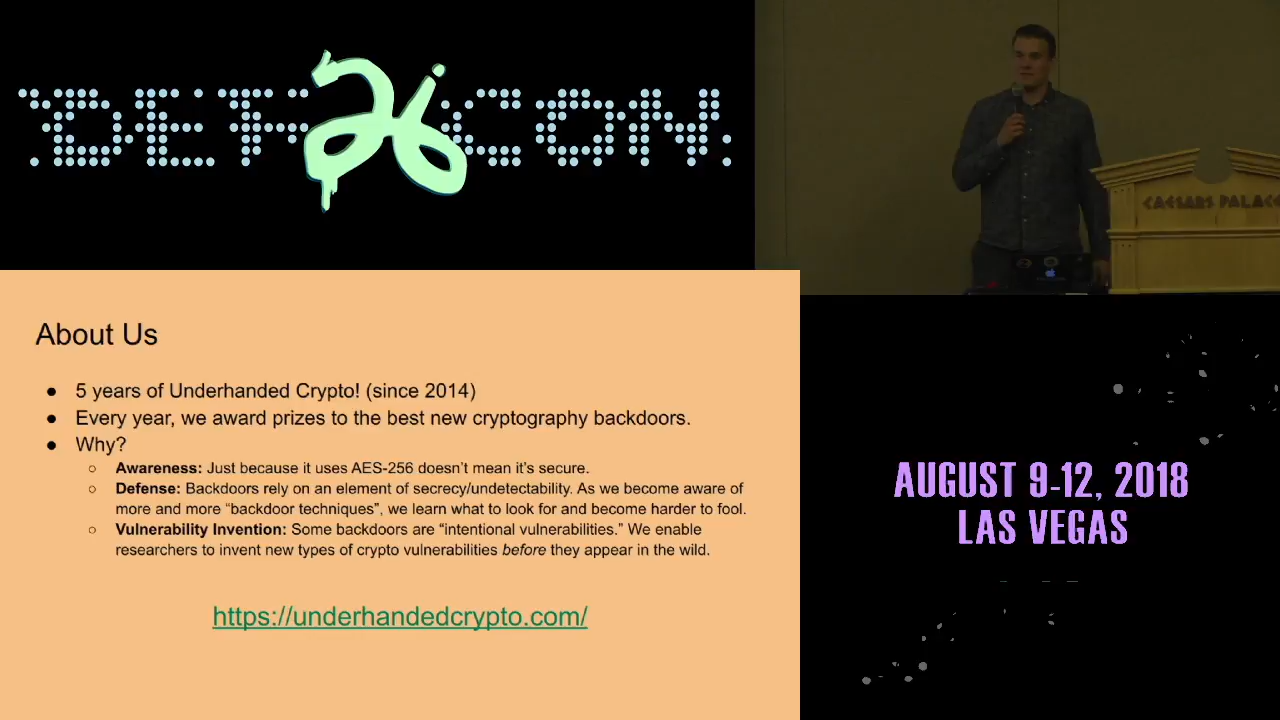 DEF 26 CON
CAESARS PALAC
About Us
● 5 years of Underhanded Crypto! (since 2014)
● Every year, we award prizes to the best new cryptography backdoors.
● Why?
○ Awareness: Just because it uses AES-256 doesn’t mean it’s secure.
○ Defense: Backdoors rely on an element of secrecy/undetectability. As we become aware of
more and more “backdoor techniques”, we learn what to look for and become harder to fool.
○ Vulnerability Invention: Some backdoors are “intentional vulnerabilities.” We enable
researchers to invent new types of crypto vulnerabilities before they appear in the wild.
https://underhandedcrypto.com/
AUGUST 9-12, 2018
LAS VEGAS